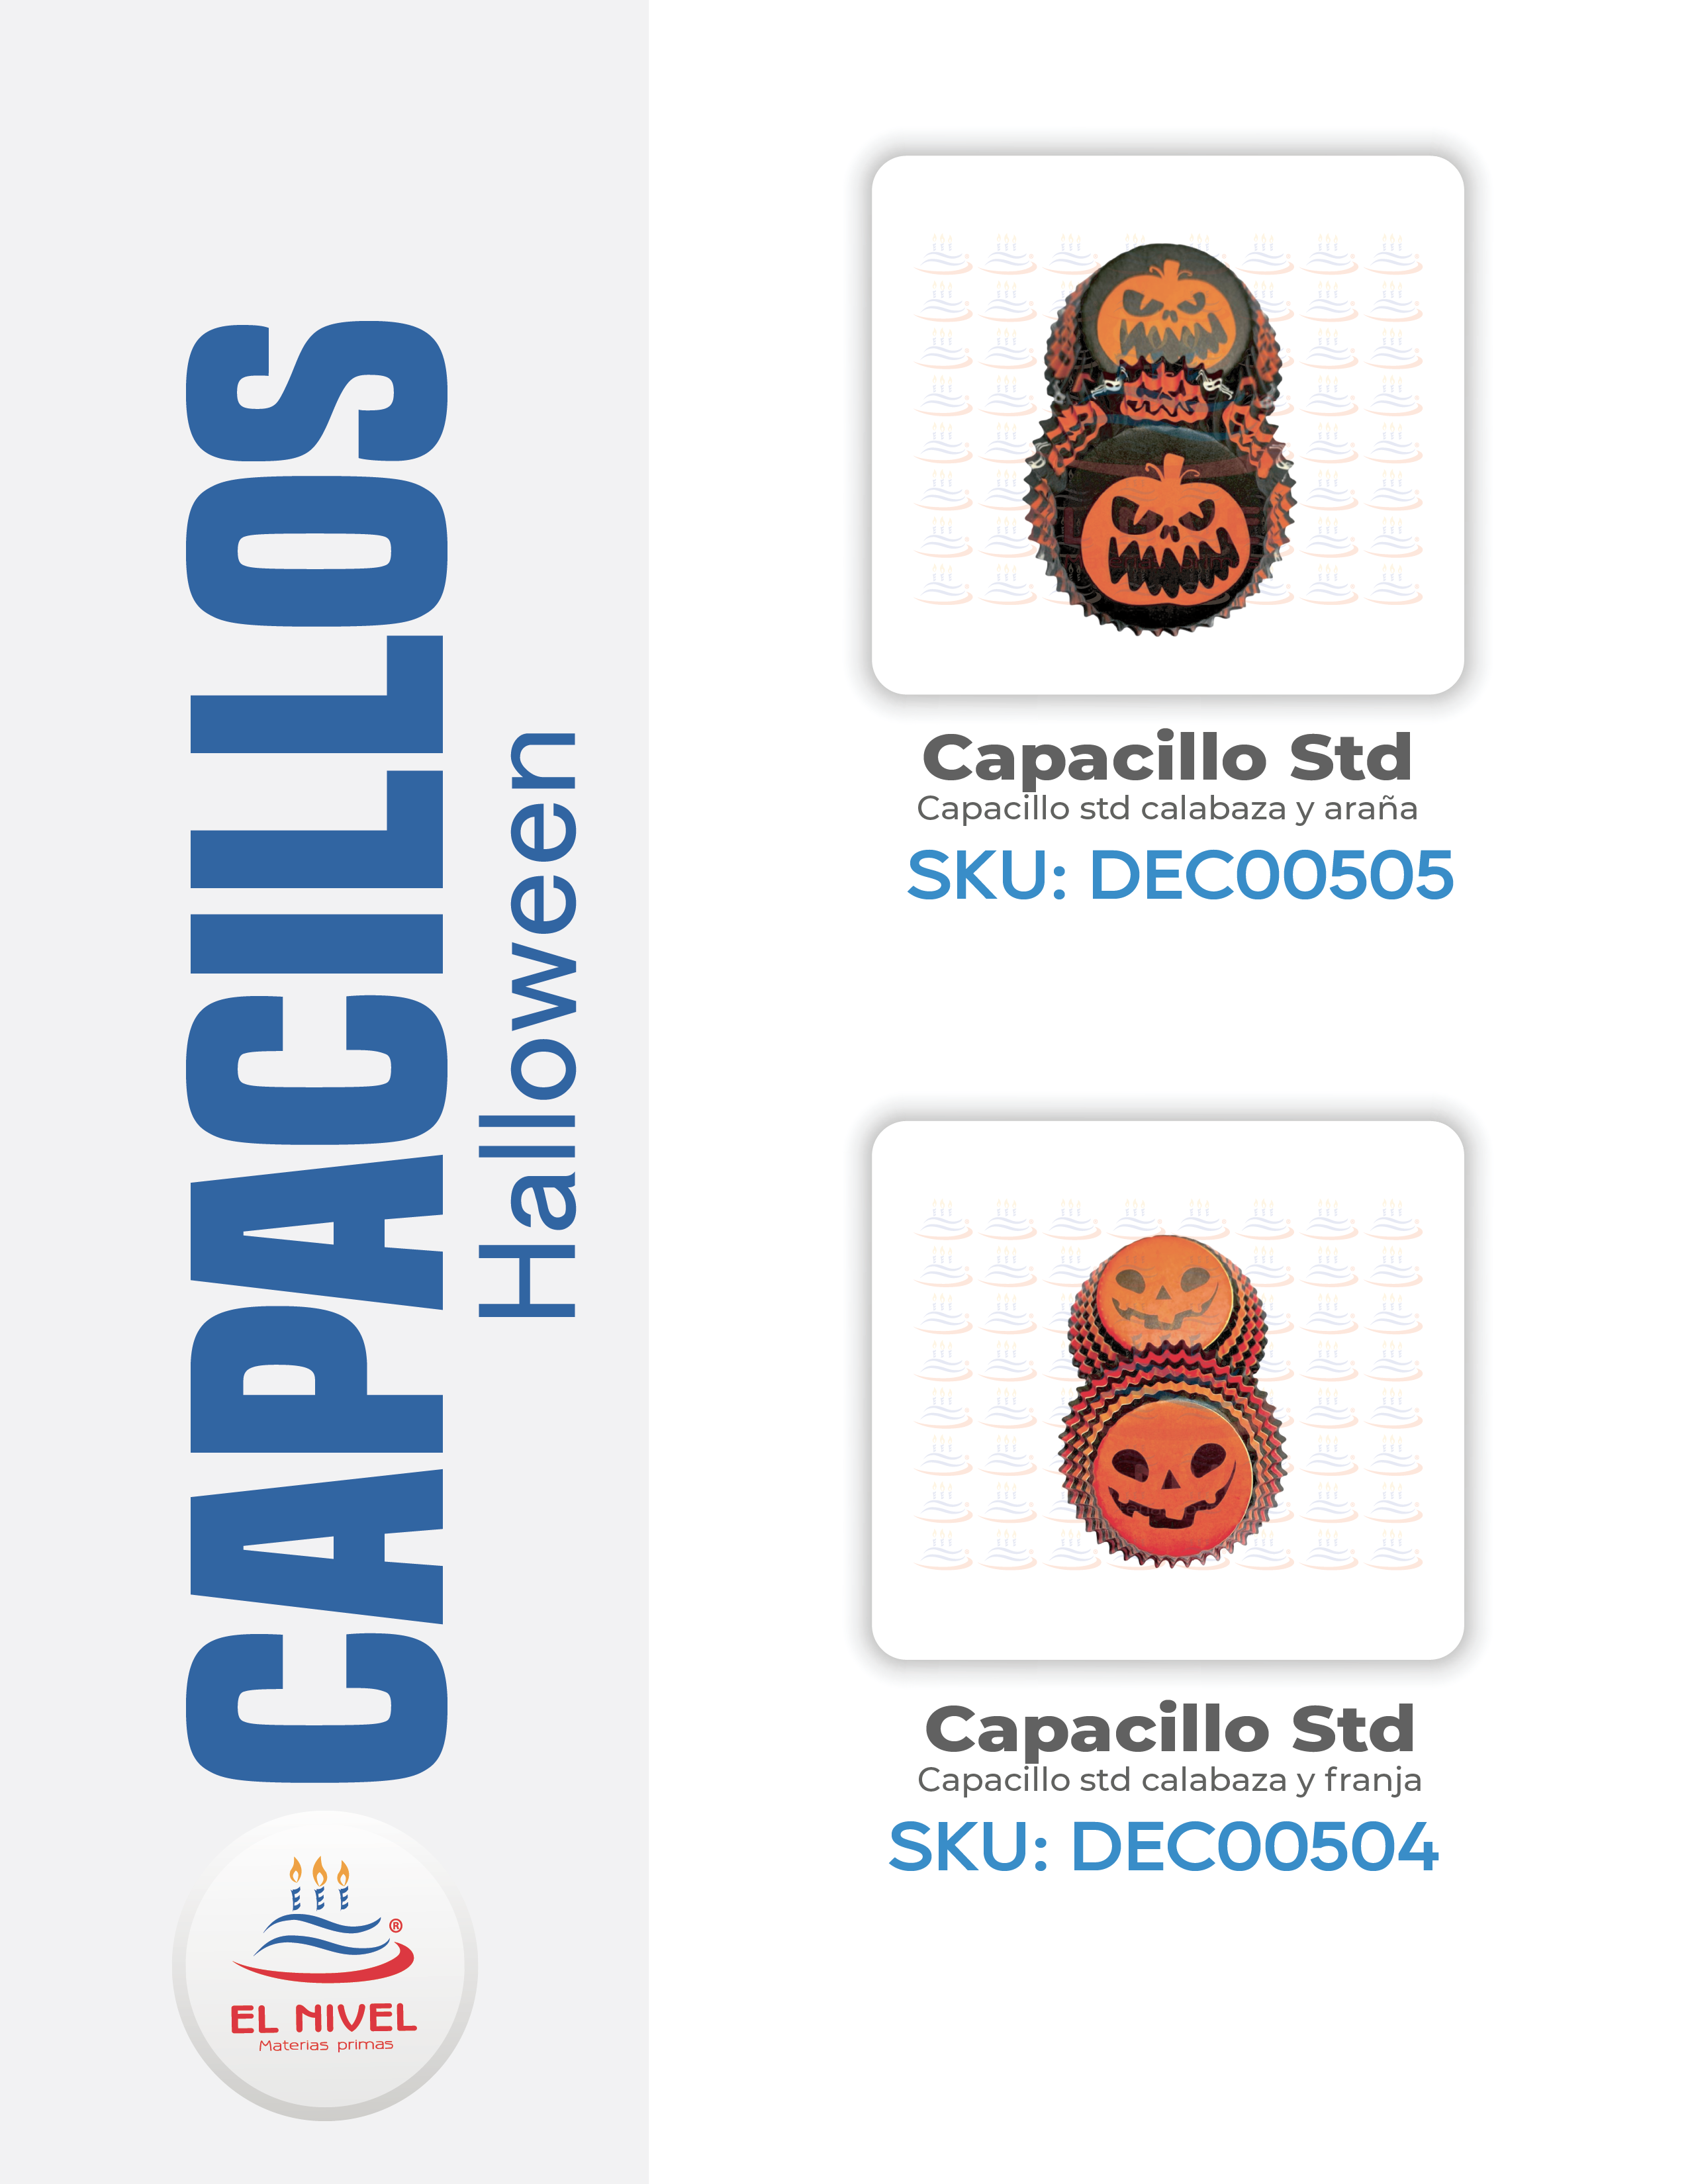 CAPACILLOS
Halloween
Capacillo Std
Capacillo std calabaza y araña
SKU: DEC00505
Capacillo Std
Capacillo std calabaza y franja
SKU: DEC00504
®
EL NIVEL
Materias primas